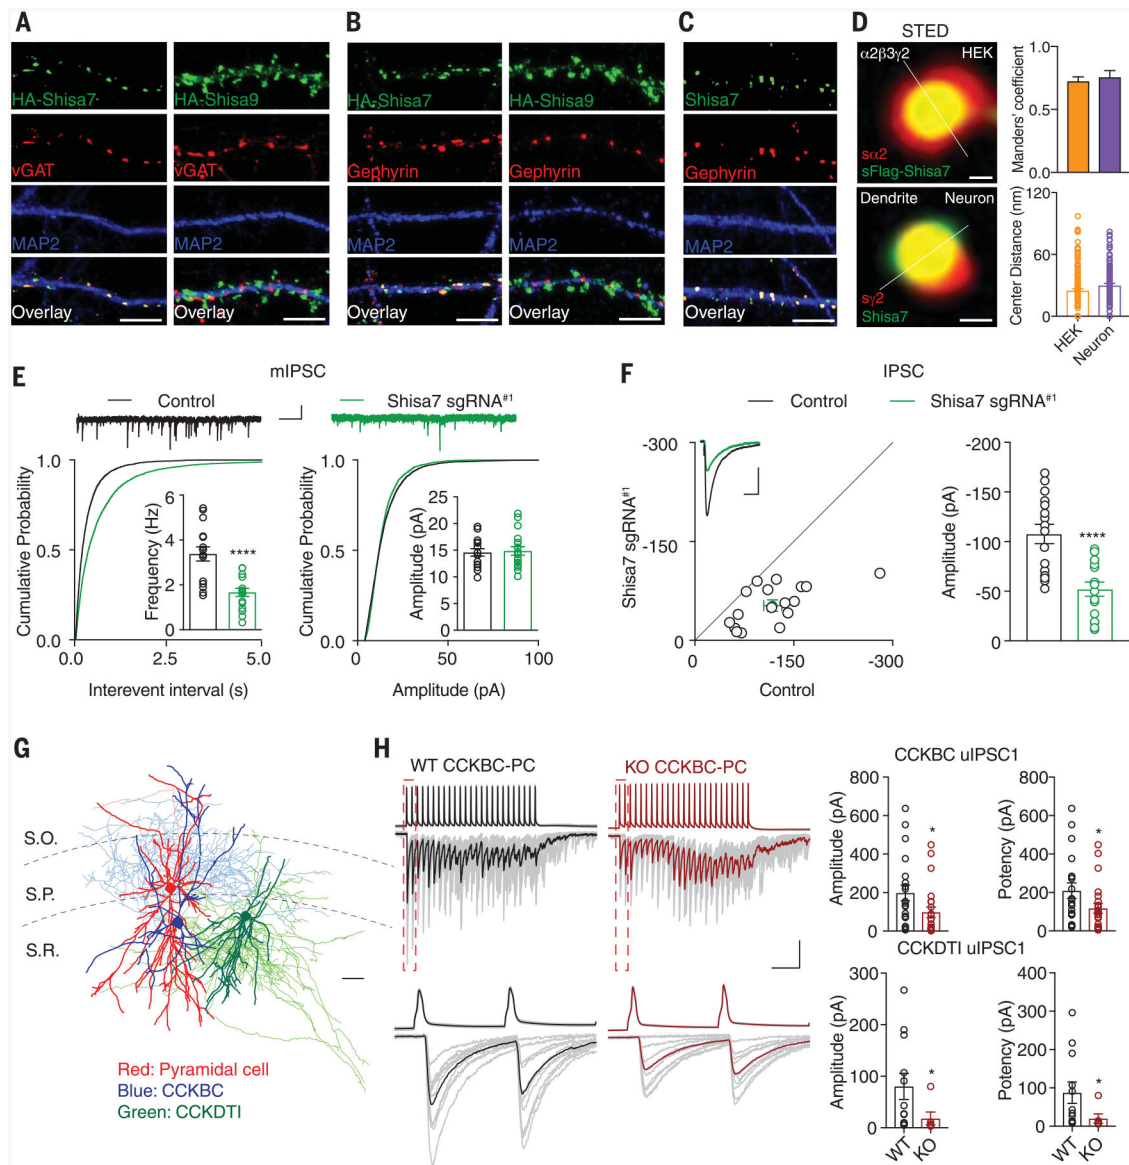 A
B
C
D
STED
HA-Shisa7
HA-Shisa9
HA-Shisa7
HA-Shisa9
Shisa7
vGAT
vGAT
Gephyrin
Gephyrin
Gephyrin
MAP2
MAP2
MAP2
MAP2
MAP2
Overlay
Overlay
Overlay
Overlay
Overlay
α2β3γ2
HEK
sα2
sFlag-Shisa7
Dendrite
Neuron
sγ2
Shisa7
Manders' coefficient
1.0
0.5
0.0
Center Distance (nm)
120
60
0
HEK
Neuron
E
mIPSC
Control
Shisa7 sgRNA#1
Cumulative Probability
1.0
0.5
0.0
0.0
2.5
5.0
Interevent interval (s)
Frequency (Hz)
6
4
2
0
****
Cumulative Probability
1.0
0.5
0.0
0
50
100
Amplitude (pA)
Amplitude (pA)
25
20
15
10
5
0
F
IPSC
Control
Shisa7 sgRNA#1
Shisa7 sgRNA#1
-300
-150
0
0
-150
-300
Control
Amplitude (pA)
-200
-150
-100
-50
-0
****
G
S.O.
S.P.
S.R.
Red: Pyramidal cell
Blue: CCKBC
Green: CCKDTI
H
WT CCKBC-PC
KO CCKBC-PC
CCKBC uIPSC1
Amplitude (pA)
800
600
400
200
0
*
Potency (pA)
800
600
400
200
0
*
CCKDTI uIPSC1
Amplitude (pA)
300
200
100
0
*
WT
KO
Potency (pA)
400
300
200
100
0
*
WT
KO